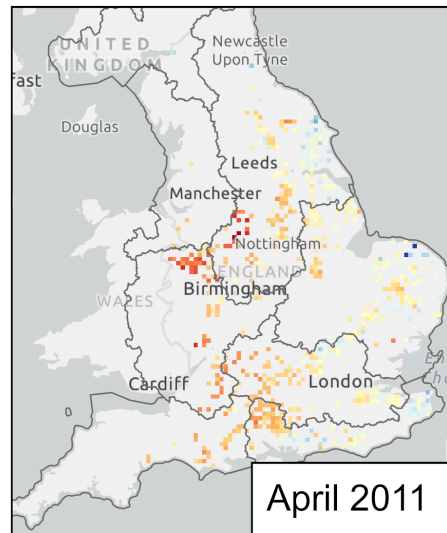 UNITED
KINGDOM
Newcastle
Upon Tyne
fast
Douglas
Leeds
Manchester
Nottingham
ENGLAND
Birmingham
WALES
Cardiff
London
April 2011